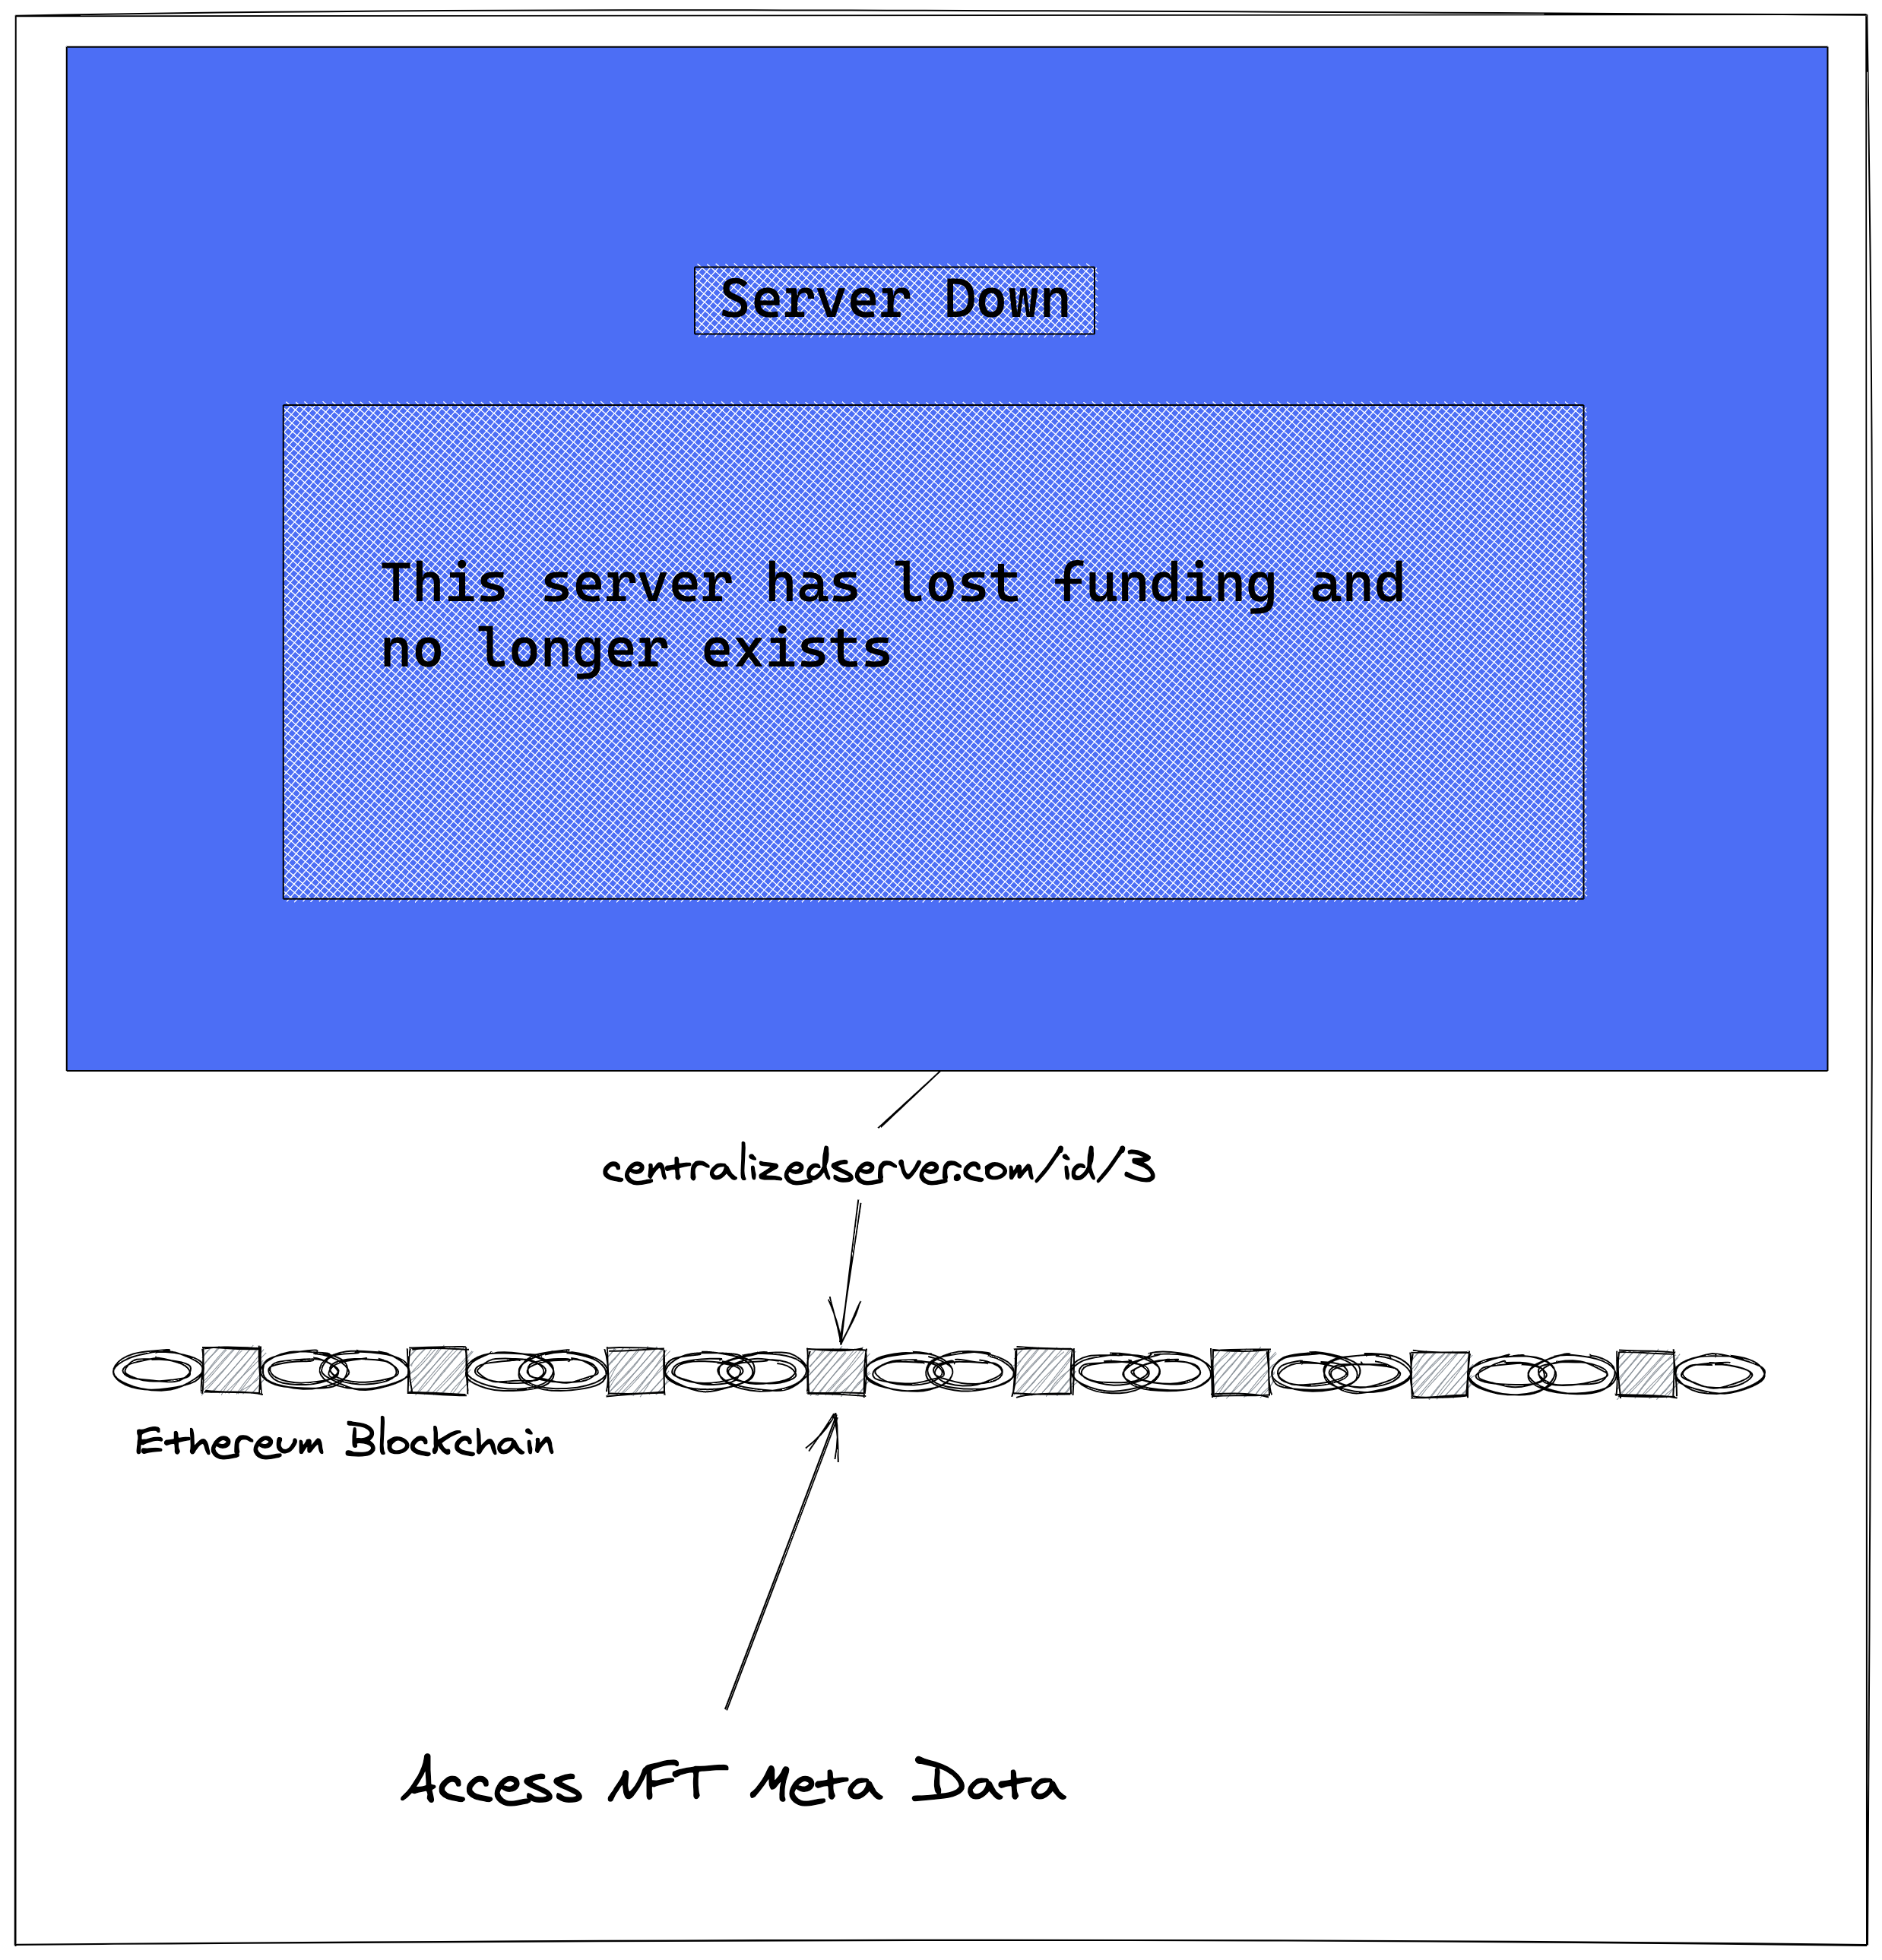 Server Down
This server has lost funding and
no longer exists
centralizedserver.com/id/3
Ethereum Blockchain
Access NFT Meta Data